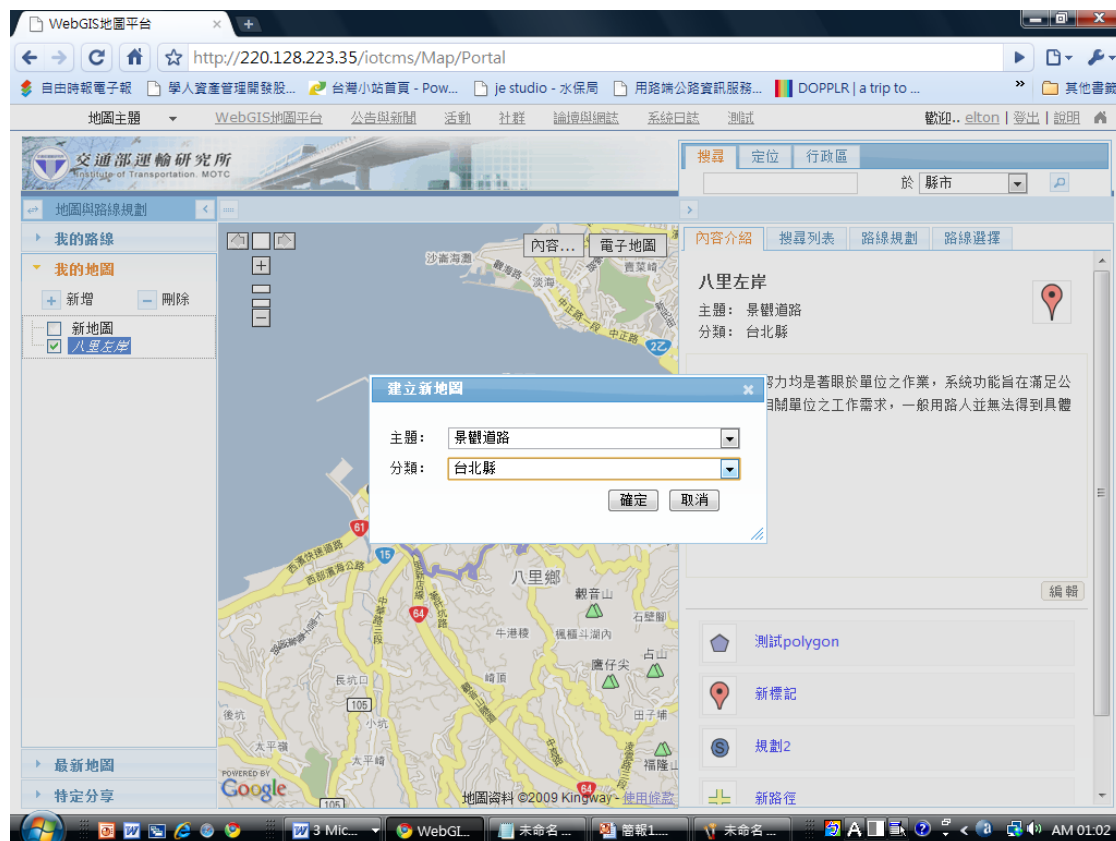 WebGIS地圖平台
http://220.128.223.35/iotcms/Map/Portal
自由時報電子報 學人資產管理開發股... 台灣小站首頁 - Pow... je studio - 水保局 用路端公路資訊服務... DOPPLR | a trip to ... » 其他書籤
地圖主題 WebGIS地圖平台 公告與新聞 活動 社群 論壇與網誌 系統日誌 測試 歡迎.. elton | 登出 | 說明
交通部運輸研究所
Institute of Transportation. MOTC
搜尋 定位 行政區
於 縣市
地圖與路線規劃
我的路線
我的地圖
新增 刪除
新地圖
八里左岸
最新地圖
特定分享
內容... 電子地圖
沙崙海灘
淡海
賣菜崎
中正路一段
中正路
2乙
建立新地圖
主題： 景觀道路
分類： 台北縣
確定 取消
61
15
西濱快速道路
西部濱海公路
八里鄉
觀音山
石壁腳
64
中華路三段
牛港稜
楓櫃斗湖內
占山
鷹仔尖
長坑口
崎頂
105
後坑
小坑
田子埔
太平嶺
太平崎
福隆山
POWERED BY
Google
105
地圖資料 ©2009 Kingway - 使用條款
內容介紹 搜尋列表 路線規劃 路線選擇
八里左岸
主題： 景觀道路
分類： 台北縣
努力均是著眼於單位之作業，系統功能旨在滿足公
相關單位之工作需求，一般用路人並無法得到具體
編輯
測試polygon
新標記
規劃2
新路徑
3 Mic... WebGI... 未命名 ... 簡報1.... 未命名 ... AM 01:02